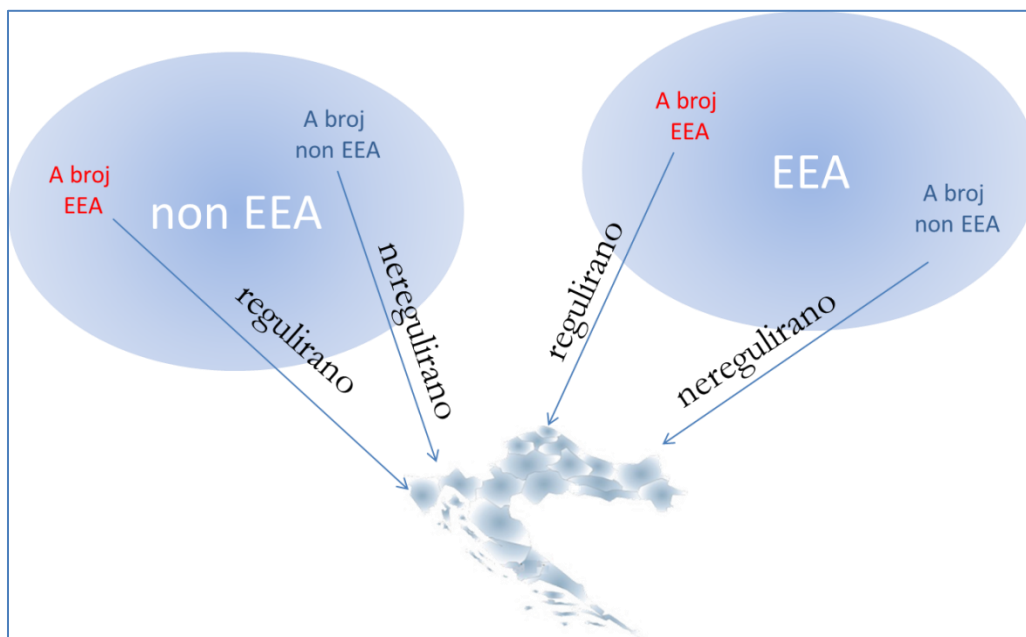 A broj
EEA
non EEA
A broj
non EEA
regulirano
neregulirano
A broj
EEA
EEA
A broj
non EEA
regulirano
neregulirano